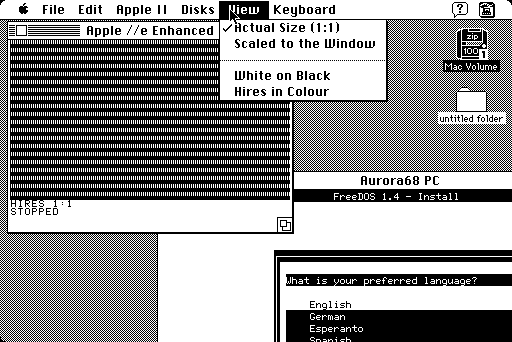 File Edit Apple II Disks View Keyboard
Apple //e Enhanced
✓Actual Size (1:1)
Scaled to the Window
White on Black
Hires in Colour
zip
100
Mac Volume
untitled folder
HIRES 1:1
STOPPED
Aurora68 PC
FreeDOS 1.4 - Install
What is your preferred language?
English
German
Esperanto
Spanish